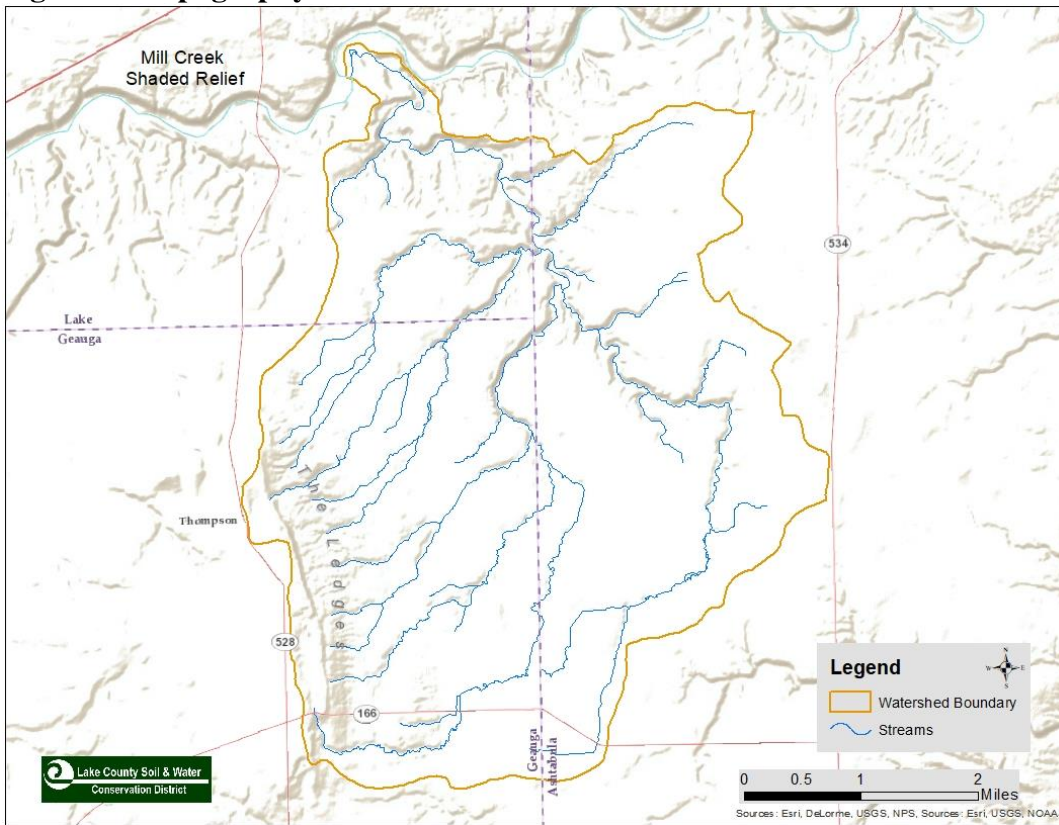 Mill Creek
Shaded Relief
534
Lake
Geauga
Thompson
The Ledges
528
166
Geauga
Ashtabula
Legend
N
W E
S
Watershed Boundary
Streams
Lake County Soil & Water
Conservation District
0 0.5 1 2
Miles
Sources: Esri, DeLorme, USGS, NPS, Sources: Esri, USGS, NOAA